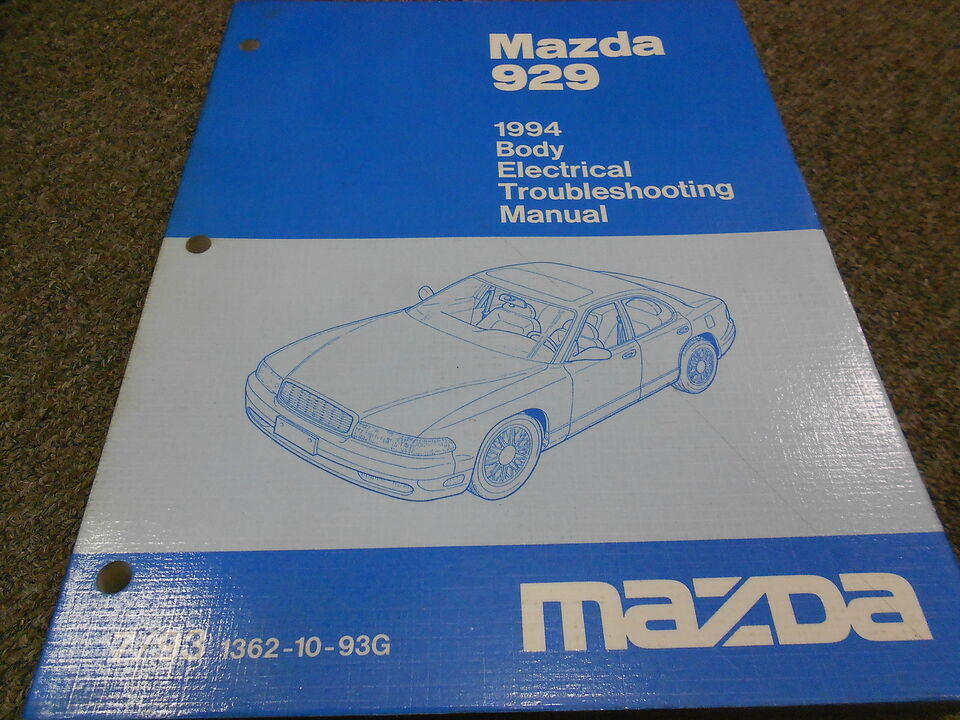 Mazda
929
1994
Body
Electrical
Troubleshooting
Manual
mazda
7/93 1362-10-93G